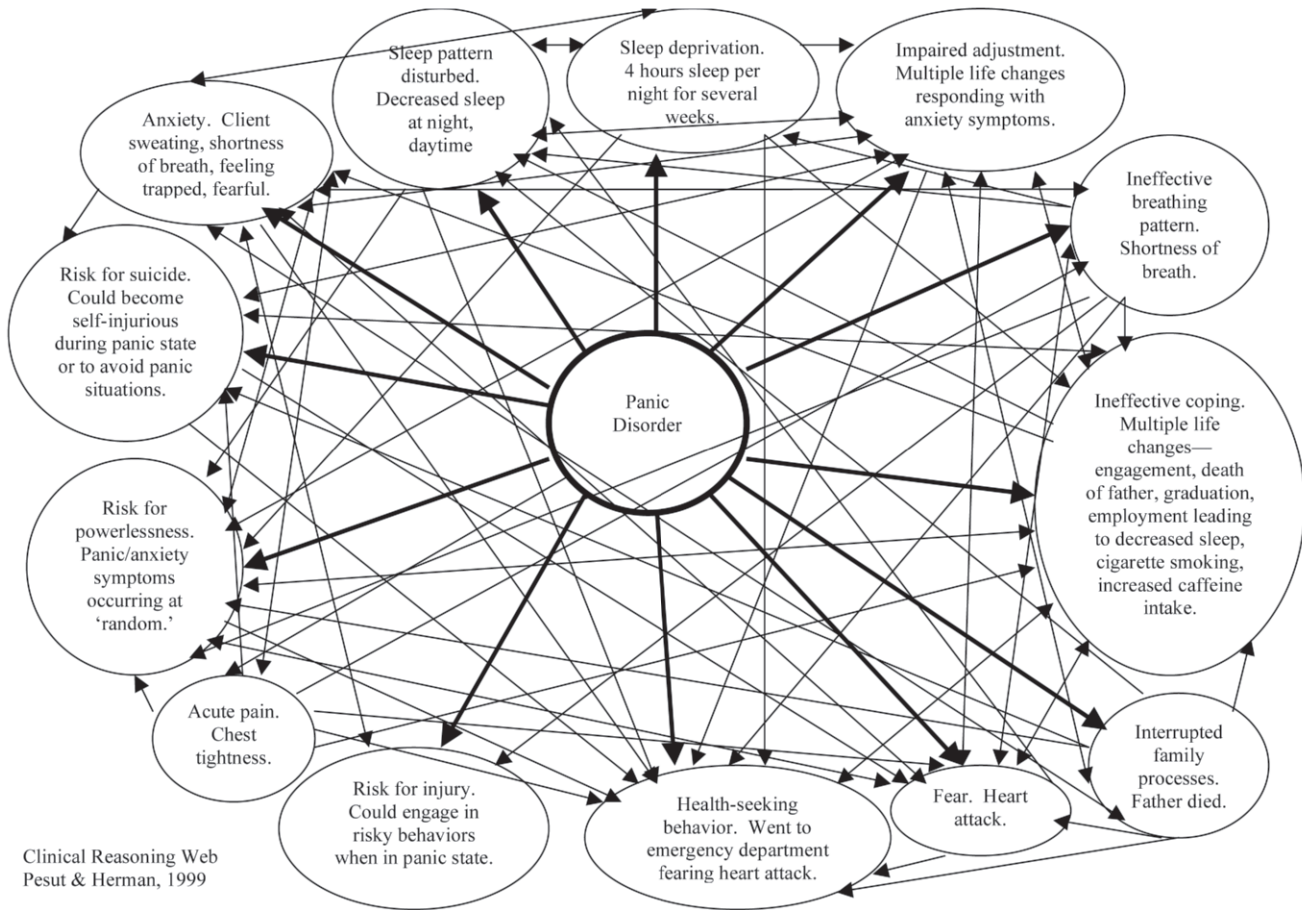 Sleep pattern
disturbed.
Decreased sleep
at night,
daytime
Sleep deprivation.
4 hours sleep per
night for several
weeks.
Impaired adjustment.
Multiple life changes
responding with
anxiety symptoms.
Anxiety. Client
sweating, shortness
of breath, feeling
trapped, fearful.
Ineffective
breathing
pattern.
Shortness of
breath.
Risk for suicide.
Could become
self-injurious
during panic state
or to avoid panic
situations.
Panic
Disorder
Ineffective coping.
Multiple life
changes—
engagement, death
of father, graduation,
employment leading
to decreased sleep,
cigarette smoking,
increased caffeine
intake.
Risk for
powerlessness.
Panic/anxiety
symptoms
occurring at
‘random.’
Acute pain.
Chest
tightness.
Risk for injury.
Could engage in
risky behaviors
when in panic state.
Health-seeking
behavior. Went to
emergency department
fearing heart attack.
Fear. Heart
attack.
Interrupted
family
processes.
Father died.
Clinical Reasoning Web
Pesut & Herman, 1999